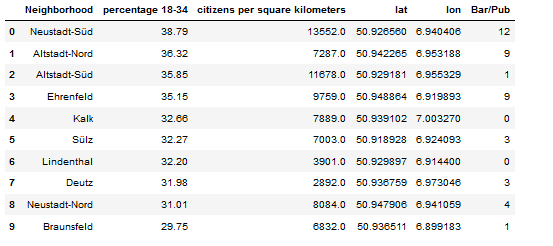 Neighborhood percentage 18-34 citizens per square kilometers lat lon Bar/Pub
0 Neustadt-Süd 38.79 13552.0 50.926560 6.940406 12
1 Altstadt-Nord 36.32 7287.0 50.942265 6.953188 9
2 Altstadt-Süd 35.85 11678.0 50.929181 6.955329 1
3 Ehrenfeld 35.15 9759.0 50.948864 6.919893 9
4 Kalk 32.66 7889.0 50.939102 7.003270 0
5 Sülz 32.27 7003.0 50.918928 6.924093 3
6 Lindenthal 32.20 3901.0 50.929897 6.914400 0
7 Deutz 31.98 2892.0 50.936759 6.973046 3
8 Neustadt-Nord 31.01 8084.0 50.947906 6.941059 4
9 Braunsfeld 29.75 6832.0 50.936511 6.899183 1